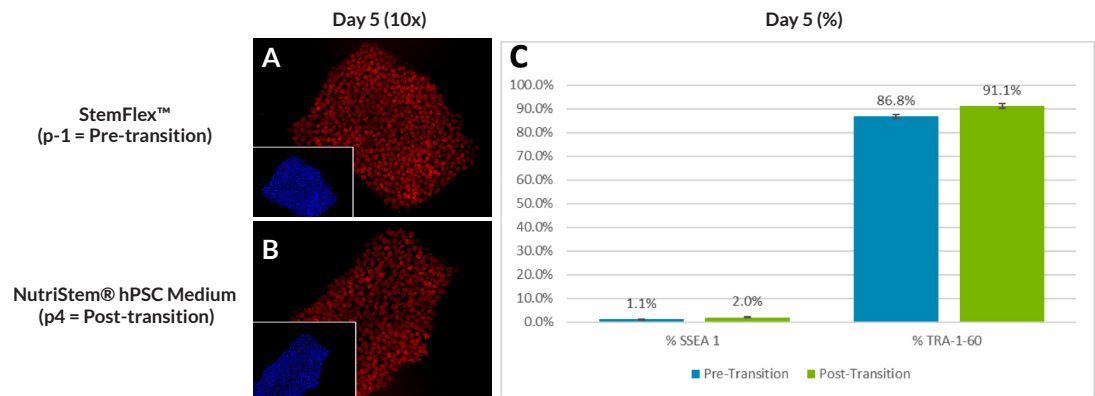 Day 5 (10x)
Day 5 (%)
StemFlex™
(p-1 = Pre-transition)
A
NutriStem® hPSC Medium
(p4 = Post-transition)
B
C
100.0%
90.0%
80.0%
70.0%
60.0%
50.0%
40.0%
30.0%
20.0%
10.0%
0.0%
1.1%
2.0%
86.8%
91.1%
% SSEA 1
% TRA-1-60
Pre-Transition
Post-Transition